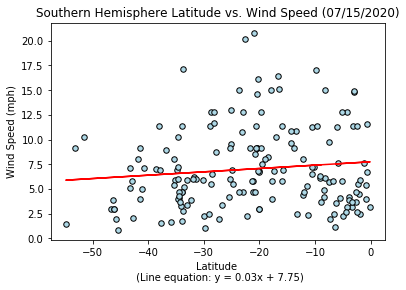 Southern Hemisphere Latitude vs. Wind Speed (07/15/2020)
Wind Speed (mph)
20.0
17.5
15.0
12.5
10.0
7.5
5.0
2.5
0.0
−50 −40 −30 −20 −10 0
Latitude
(Line equation: y = 0.03x + 7.75)